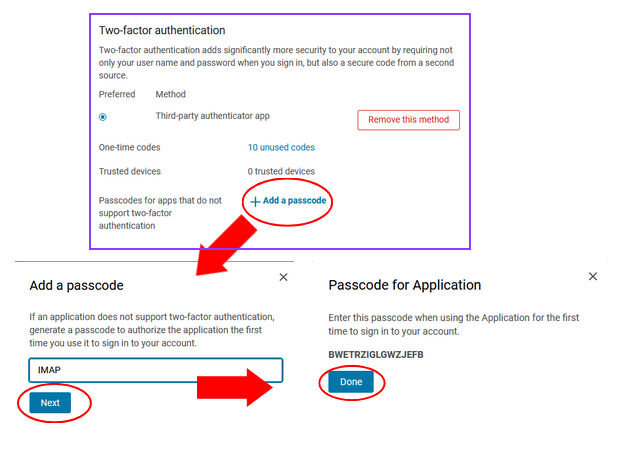 Two-factor authentication
Two-factor authentication adds significantly more security to your account by requiring not
only your user name and password when you sign in, but also a secure code from a second
source.
Preferred Method
Third-party authenticator app
Remove this method
One-time codes 10 unused codes
Trusted devices 0 trusted devices
Passcodes for apps that do not
support two-factor
authentication
+ Add a passcode
Add a passcode
If an application does not support two-factor authentication,
generate a passcode to authorize the application the first
time you use it to sign in to your account.
IMAP
Next
Passcode for Application
Enter this passcode when using the Application for the first
time to sign in to your account.
BWETRZIGLGWZJEFB
Done